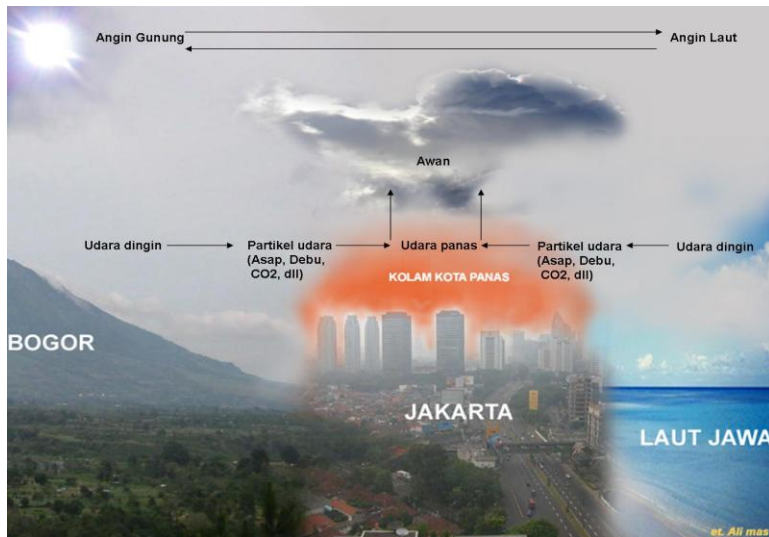 Angin Gunung
Angin Laut
Awan
Udara dingin
Partikel udara
(Asap, Debu,
CO2, dll)
Udara panas
Partikel udara
(Asap, Debu,
CO2, dll)
Udara dingin
KOLAM KOTA PANAS
BOGOR
JAKARTA
LAUT JAWA
et. Ali mas